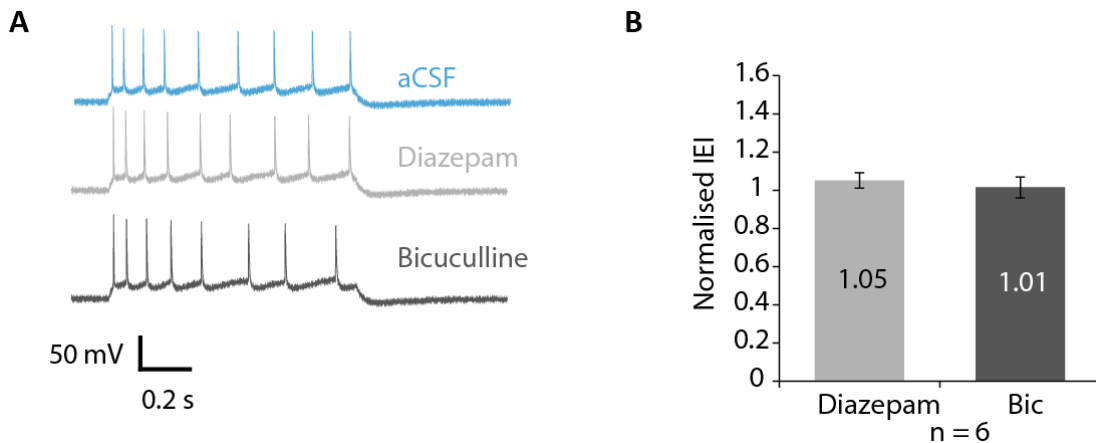 A
aCSF
Diazepam
Bicuculline
50 mV
0.2 s
B
Normalised IEI
1.6
1.4
1.2
1
0.8
0.6
0.4
0.2
0
1.05
1.01
Diazepam
Bic
n = 6